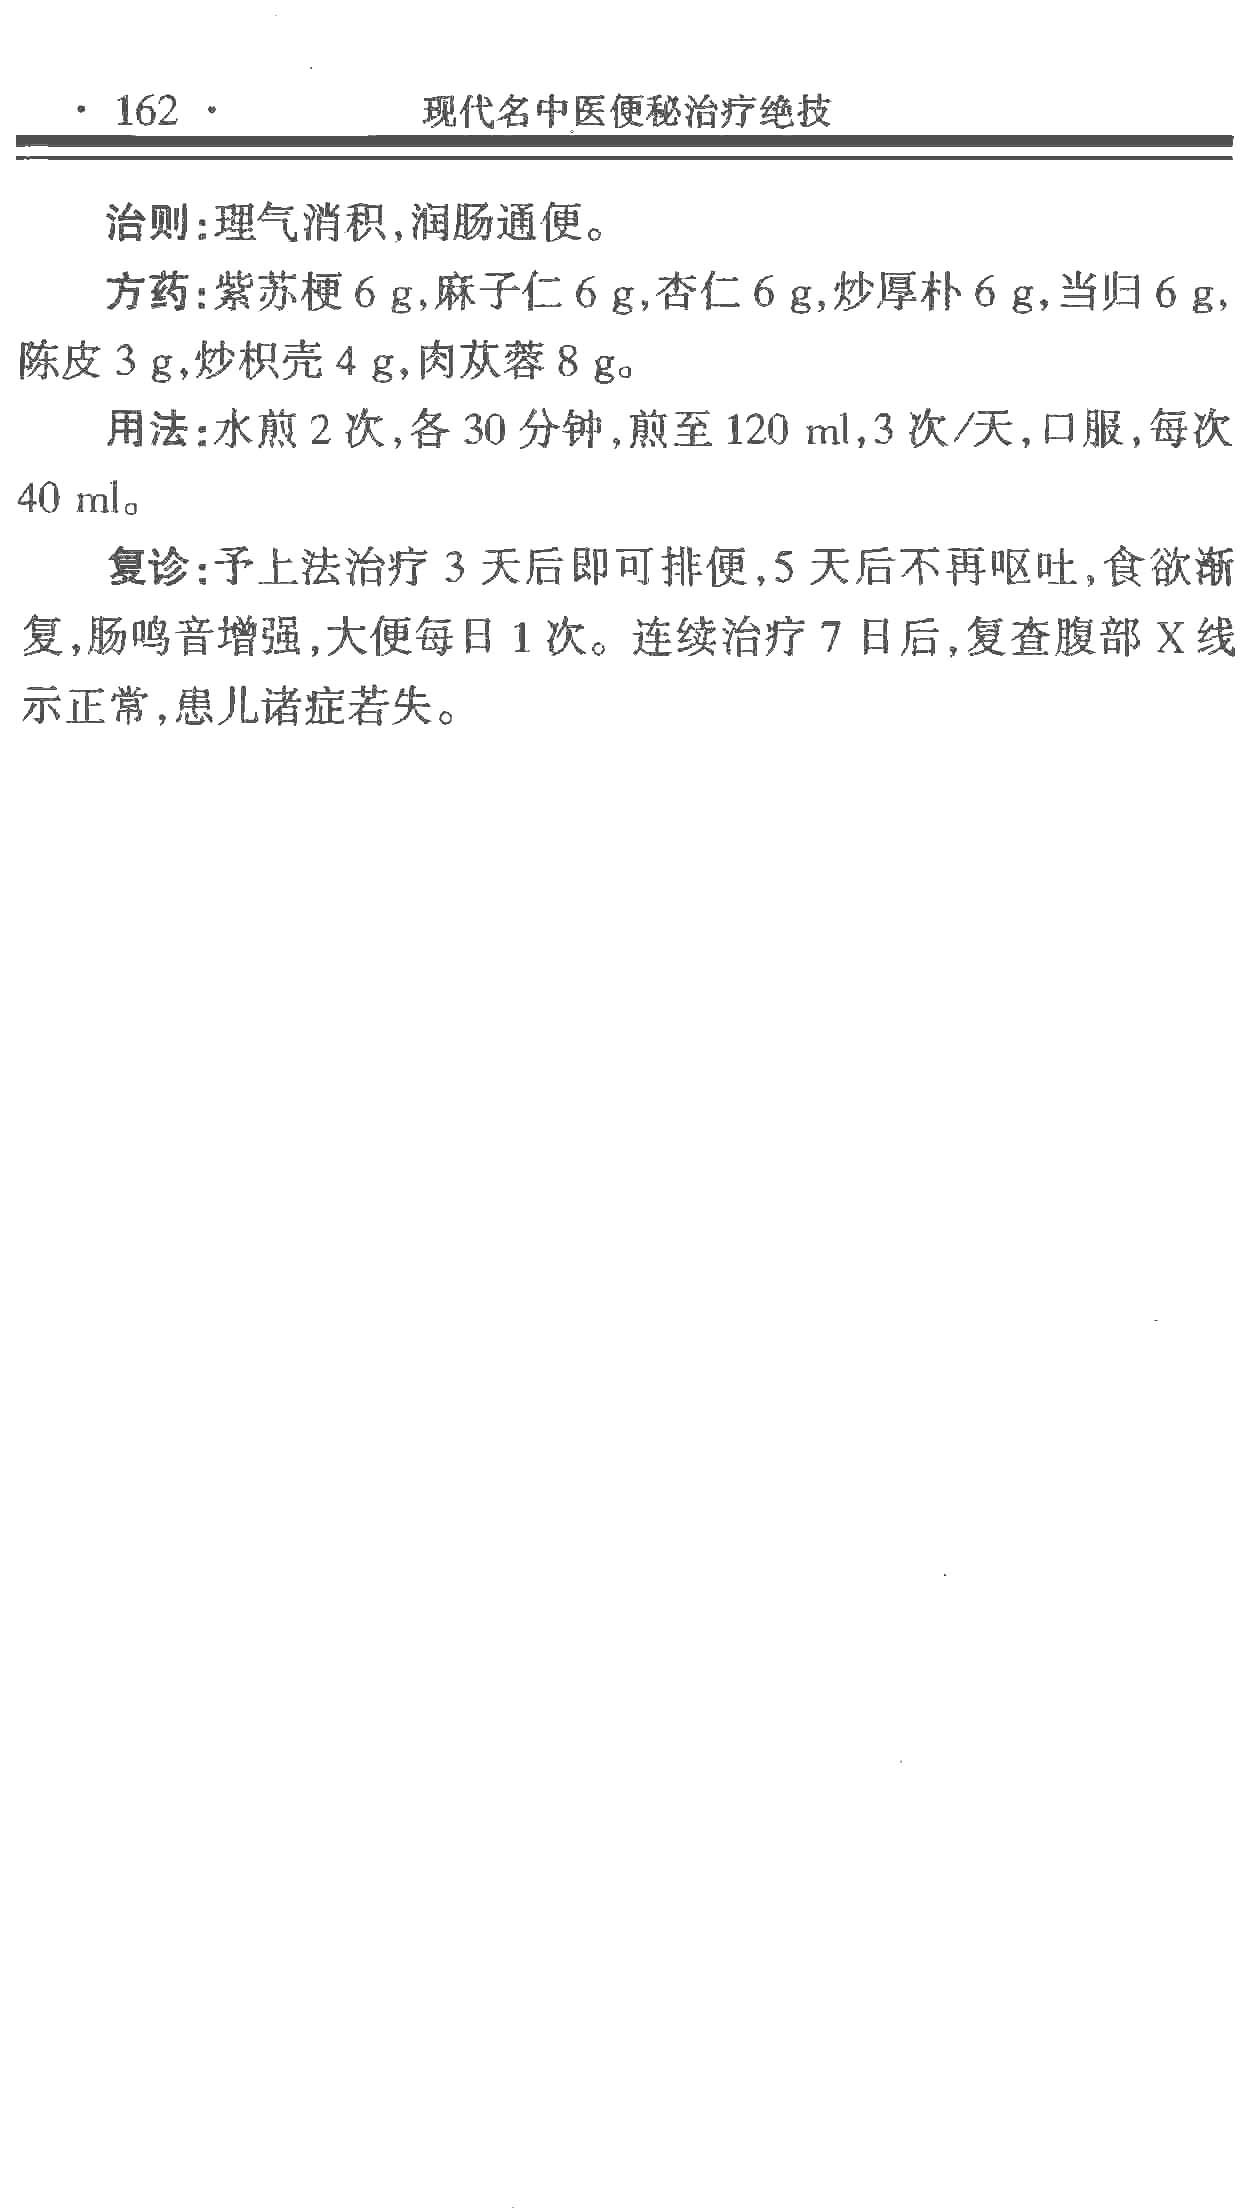 · 162 · 现代名中医便秘治疗绝技
治则:理气消积,润肠通便。
方药:紫苏梗 6 g,麻子仁 6 g,杏仁 6 g,炒厚朴 6 g,当归 6 g,
陈皮 3 g,炒枳壳 4 g,肉苁蓉 8 g。
用法:水煎 2 次,各 30 分钟,煎至 120 ml,3 次/天,口服,每次
40 ml。
复诊:予上法治疗 3 天后即可排便,5 天后不再呕吐,食欲渐
复,肠鸣音增强,大便每日 1 次。连续治疗 7 日后,复查腹部 X 线
示正常,患儿诸症若失。